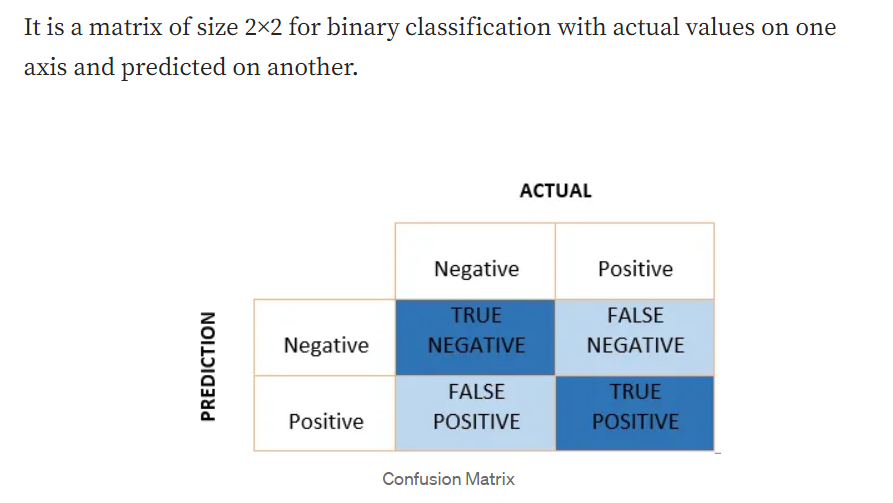 It is a matrix of size 2×2 for binary classification with actual values on one
axis and predicted on another.
ACTUAL
Negative Positive
PREDICTION
Negative
TRUE
NEGATIVE
FALSE
NEGATIVE
Positive
FALSE
POSITIVE
TRUE
POSITIVE
Confusion Matrix